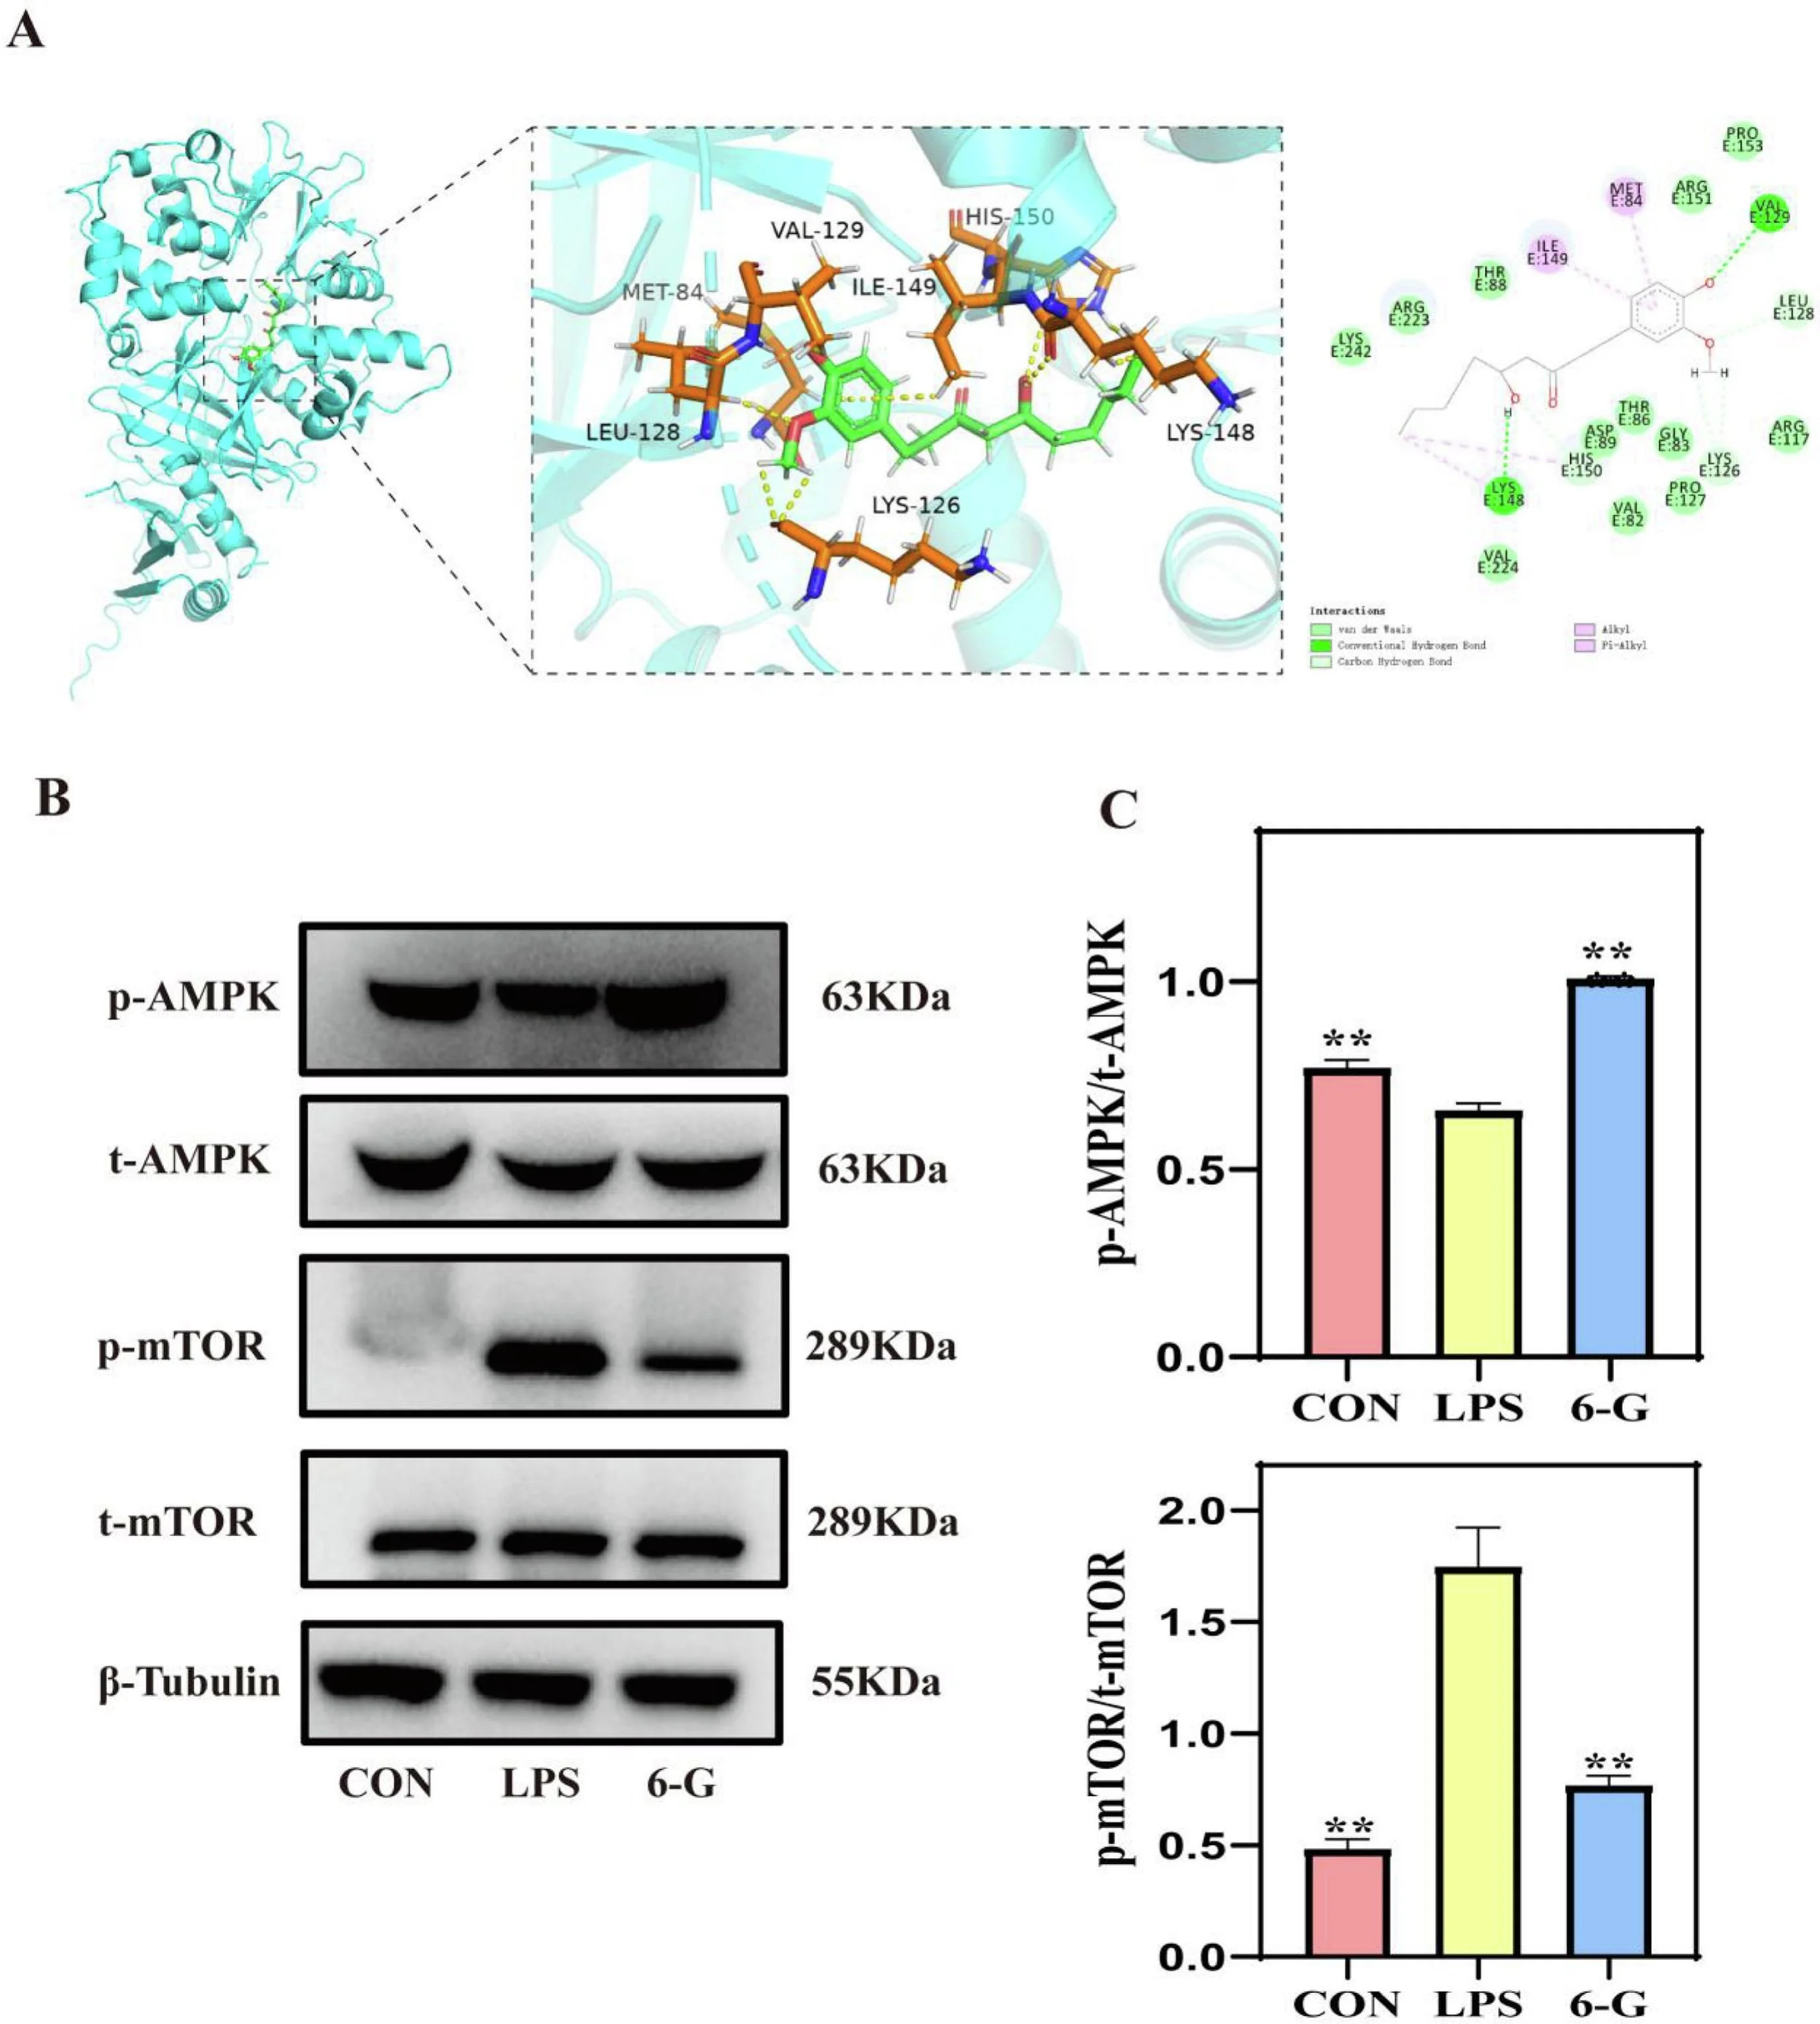 A
HIS-150
VAL-129
ILE-149
MET-84
LEU-128
LYS-148
LYS-126
PRO
E:153
MET
E:84
ARG
E:151
VAL
E:129
ILE
E:149
THR
E:88
ARG
E:223
LEU
E:128
LYS
E:242
O
O
H H
O
H
O
THR
E:86
ASP
E:89
GLY
E:83
ARG
E:117
HIS
E:150
LYS
E:126
LYS
E:148
PRO
E:127
VAL
E:82
VAL
E:224
Interactions
van der Waals
Conventional Hydrogen Bond
Carbon Hydrogen Bond
Alkyl
Pi-Alkyl
B
p-AMPK 63KDa
t-AMPK 63KDa
p-mTOR 289KDa
t-mTOR 289KDa
β-Tubulin 55KDa
CON LPS 6-G
C
p-AMPK/t-AMPK
1.0
0.5
0.0
**
**
CON LPS 6-G
p-mTOR/t-mTOR
2.0
1.5
1.0
0.5
0.0
**
**
CON LPS 6-G